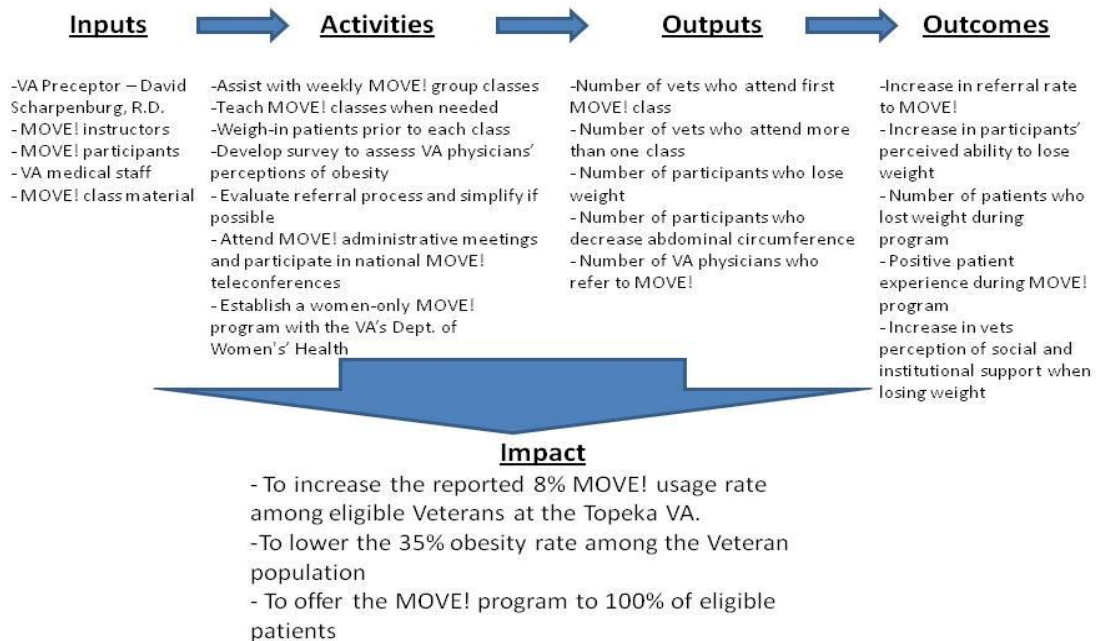 Inputs
Activities
Outputs
Outcomes
-VA Preceptor – David
Scharpenburg, R.D.
- MOVE! instructors
- MOVE! participants
- VA medical staff
- MOVE! class material
-Assist with weekly MOVE! group classes
-Teach MOVE! classes when needed
-Weigh-in patients prior to each class
-Develop survey to assess VA physicians’
perceptions of obesity
- Evaluate referral process and simplify if
possible
- Attend MOVE! administrative meetings
and participate in national MOVE!
teleconferences
- Establish a women-only MOVE!
program with the VA’s Dept. of
Women's’ Health
-Number of vets who attend first
MOVE! class
- Number of vets who attend more
than one class
- Number of participants who lose
weight
- Number of participants who
decrease abdominal circumference
- Number of VA physicians who
refer to MOVE!
-Increase in referral rate
to MOVE!
- Increase in participants’
perceived ability to lose
weight
- Number of patients who
lost weight during
program
- Positive patient
experience during MOVE!
program
- Increase in vets
perception of social and
institutional support when
losing weight
Impact
- To increase the reported 8% MOVE! usage rate
among eligible Veterans at the Topeka VA.
-To lower the 35% obesity rate among the Veteran
population
- To offer the MOVE! program to 100% of eligible
patients